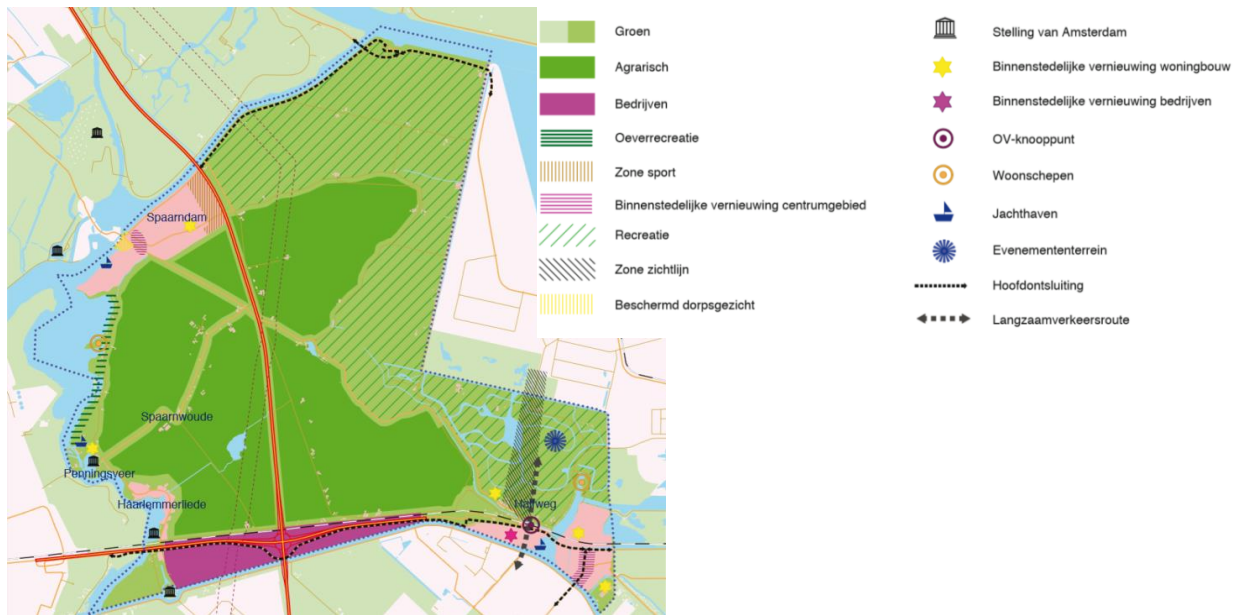 Spaarndam
Spaarnwoude
Penningsveer
Haarlemmerliede
Halfweg
Groen
Agrarisch
Bedrijven
Oeverrecreatie
Zone sport
Binnenstedelijke vernieuwing centrumgebied
Recreatie
Zone zichtlijn
Beschermd dorpsgezicht
Stelling van Amsterdam
Binnenstedelijke vernieuwing woningbouw
Binnenstedelijke vernieuwing bedrijven
OV-knooppunt
Woonschepen
Jachthaven
Evenemententerrein
Hoofdontsluiting
Langzaamverkeersroute